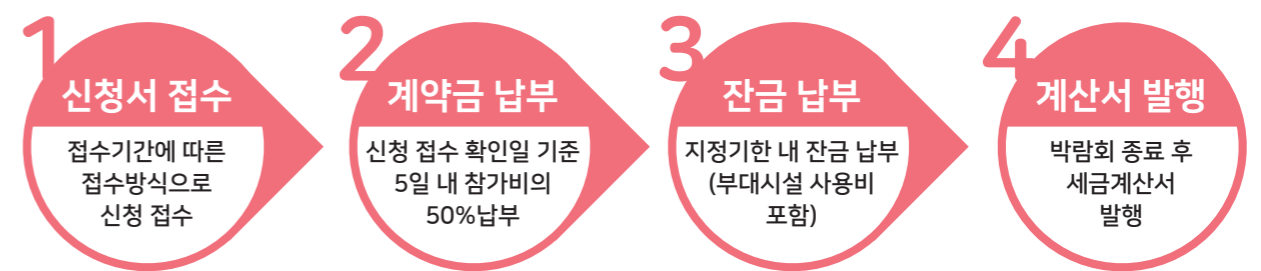 1
신청서 접수
접수기간에 따른
접수방식으로
신청 접수
2
계약금 납부
신청 접수 확인일 기준
5일 내 참가비의
50%납부
3
잔금 납부
지정기한 내 잔금 납부
(부대시설 사용비
포함)
4
계산서 발행
박람회 종료 후
세금계산서
발행